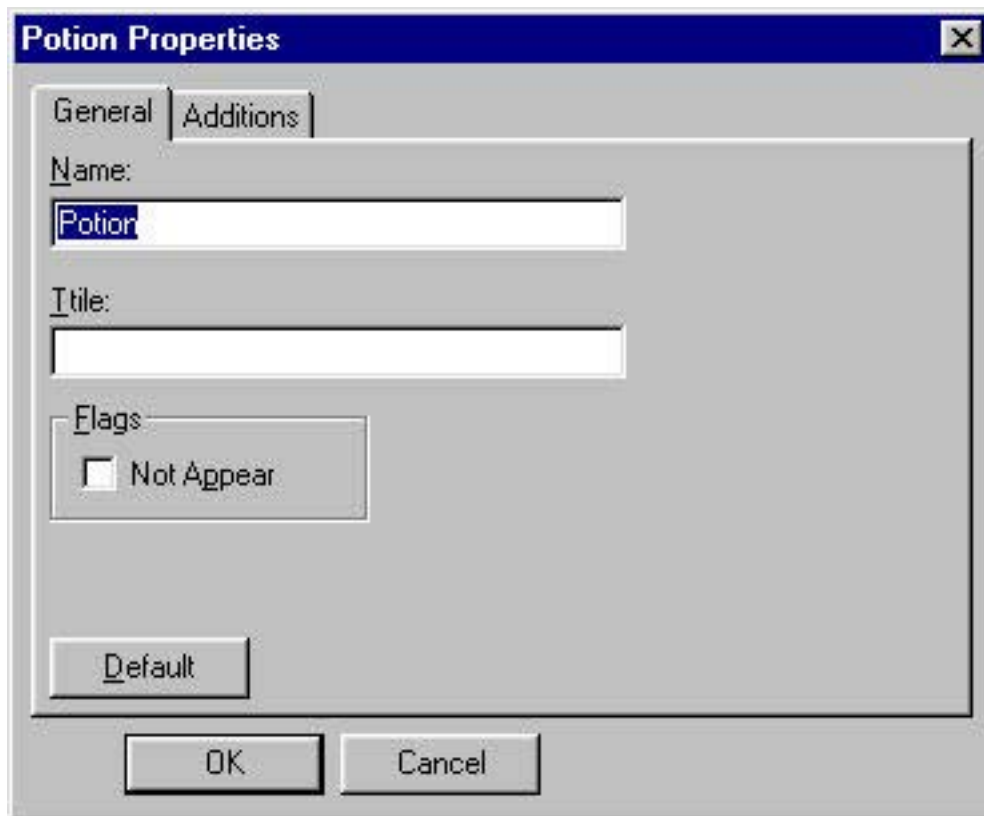 Potion Properties
General Additions
Name:
Potion
Ttile:
Flags
Not Appear
Default
OK Cancel